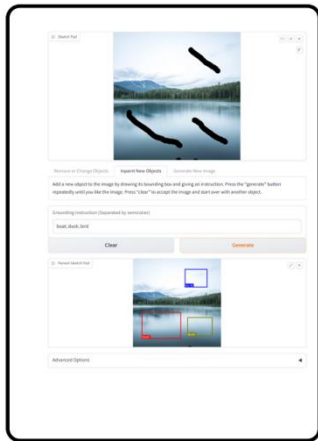 Sketch Pad
Remove or Change Objects Inpaint New Objects Generate New Image
Add a new object to the image by drawing its bounding box and giving an instruction. Press the "generate" button
repeatedly until you like the image. Press "clear" to accept the image and start over with another object.
Grounding instruction (Separated by semicolon)
boat; duck; bird
Clear Generate
Parsed Sketch Pad
Advanced Options